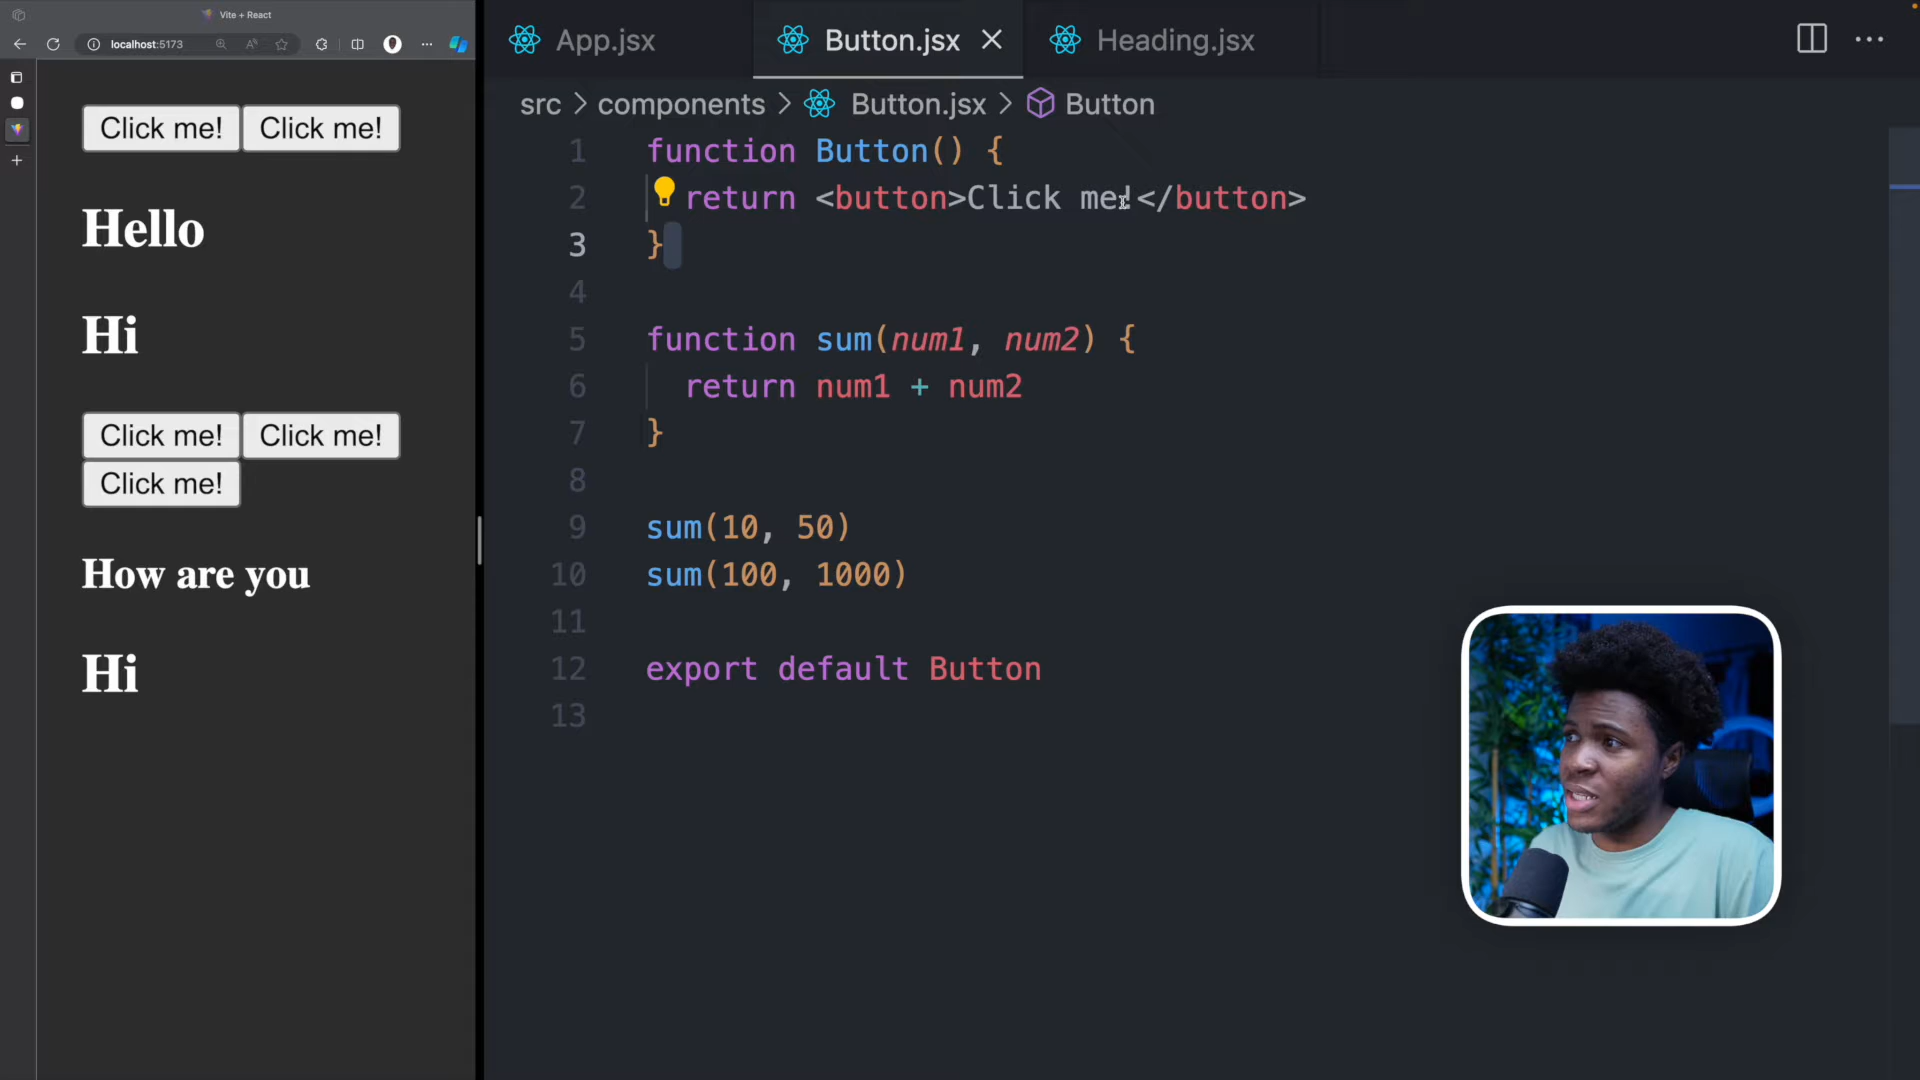 Vite + React
localhost:5173
Click me! Click me!
Hello
Hi
Click me! Click me!
Click me!
How are you
Hi
App.jsx Button.jsx Heading.jsx
src > components > Button.jsx > Button
1 function Button() {
2 return <button>Click me!</button>
3 }
4
5 function sum(num1, num2) {
6 return num1 + num2
7 }
8
9 sum(10, 50)
10 sum(100, 1000)
11
12 export default Button
13